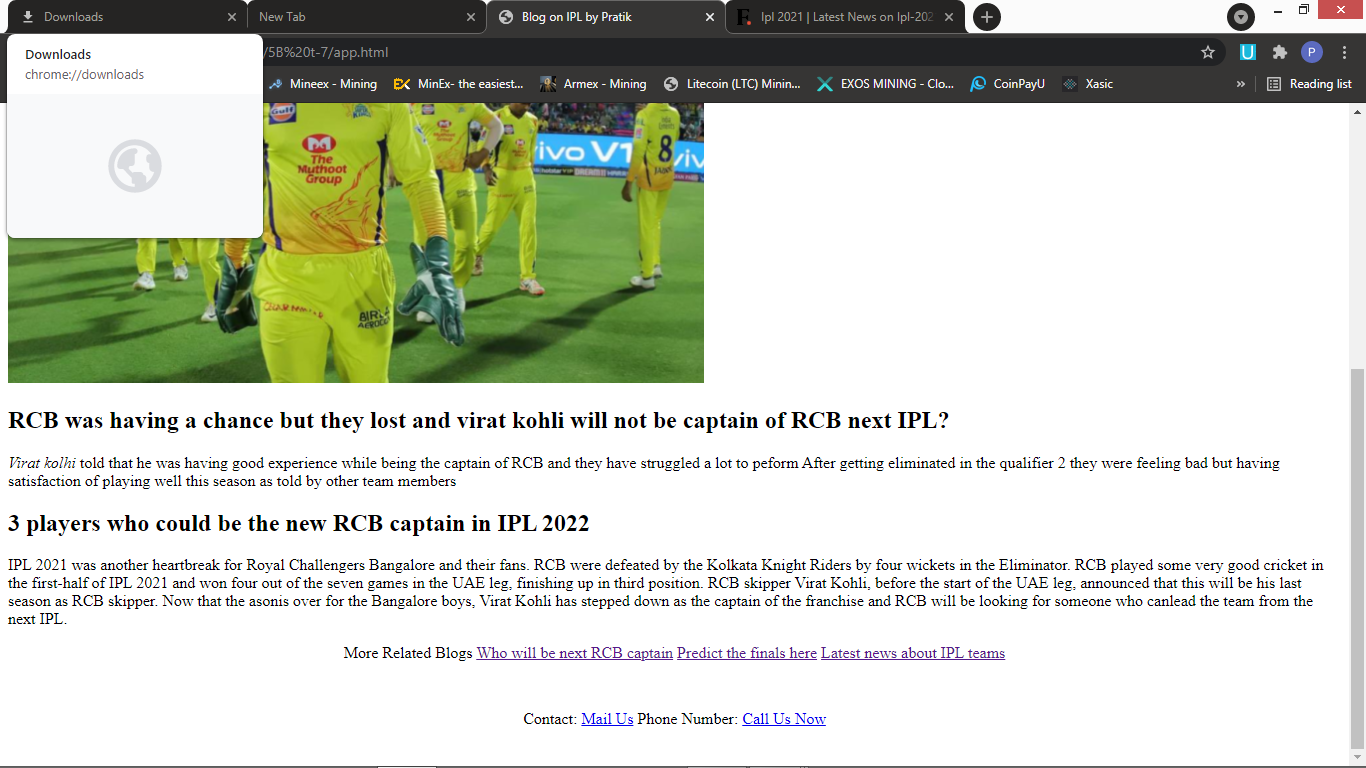 Downloads
New Tab
Blog on IPL by Pratik
Ipl 2021 | Latest News on Ipl-202
Downloads
chrome://downloads
/5B%20t-7/app.html
P
Mineex - Mining
MinEx- the easiest...
Armex - Mining
Litecoin (LTC) Minin...
EXOS MINING - Clo...
CoinPayU
Xasic
»
Reading list
Gulf
The
Muthoot
Group
vivo V1
vivo
8
BIRLA
AEROCON
RCB was having a chance but they lost and virat kohli will not be captain of RCB next IPL?
Virat kolhi told that he was having good experience while being the captain of RCB and they have struggled a lot to peform After getting eliminated in the qualifier 2 they were feeling bad but having
satisfaction of playing well this season as told by other team members
3 players who could be the new RCB captain in IPL 2022
IPL 2021 was another heartbreak for Royal Challengers Bangalore and their fans. RCB were defeated by the Kolkata Knight Riders by four wickets in the Eliminator. RCB played some very good cricket in
the first-half of IPL 2021 and won four out of the seven games in the UAE leg, finishing up in third position. RCB skipper Virat Kohli, before the start of the UAE leg, announced that this will be his last
season as RCB skipper. Now that the asonis over for the Bangalore boys, Virat Kohli has stepped down as the captain of the franchise and RCB will be looking for someone who canlead the team from the
next IPL.
More Related Blogs Who will be next RCB captain Predict the finals here Latest news about IPL teams
Contact: Mail Us Phone Number: Call Us Now